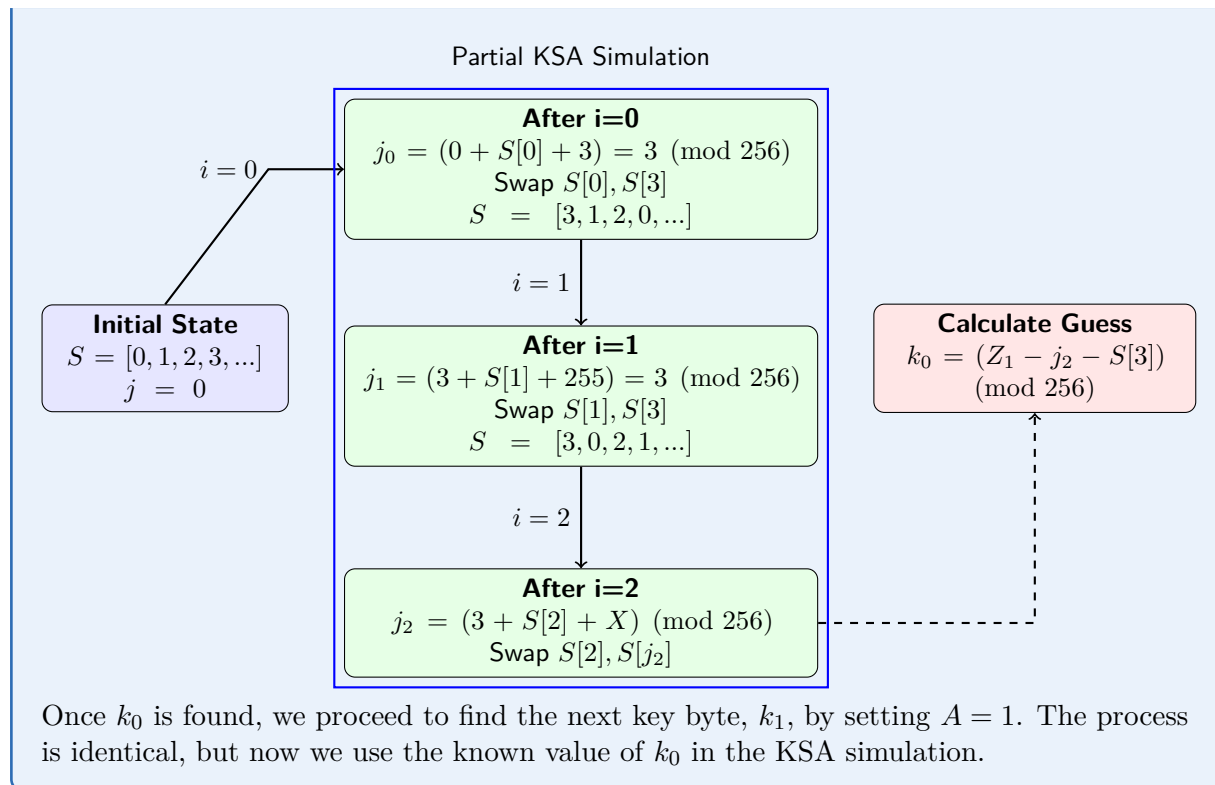 Partial KSA Simulation
After i=0
j₀ = (0 + S[0] + 3) = 3 (mod 256)
Swap S[0], S[3]
S = [3, 1, 2, 0, ...]
i = 0
i = 1
Initial State
S = [0, 1, 2, 3, ...]
j = 0
After i=1
j₁ = (3 + S[1] + 255) = 3 (mod 256)
Swap S[1], S[3]
S = [3, 0, 2, 1, ...]
Calculate Guess
k₀ = (Z₁ − j₂ − S[3])
(mod 256)
i = 2
After i=2
j₂ = (3 + S[2] + X) (mod 256)
Swap S[2], S[j₂]
Once k₀ is found, we proceed to find the next key byte, k₁, by setting A = 1. The process
is identical, but now we use the known value of k₀ in the KSA simulation.